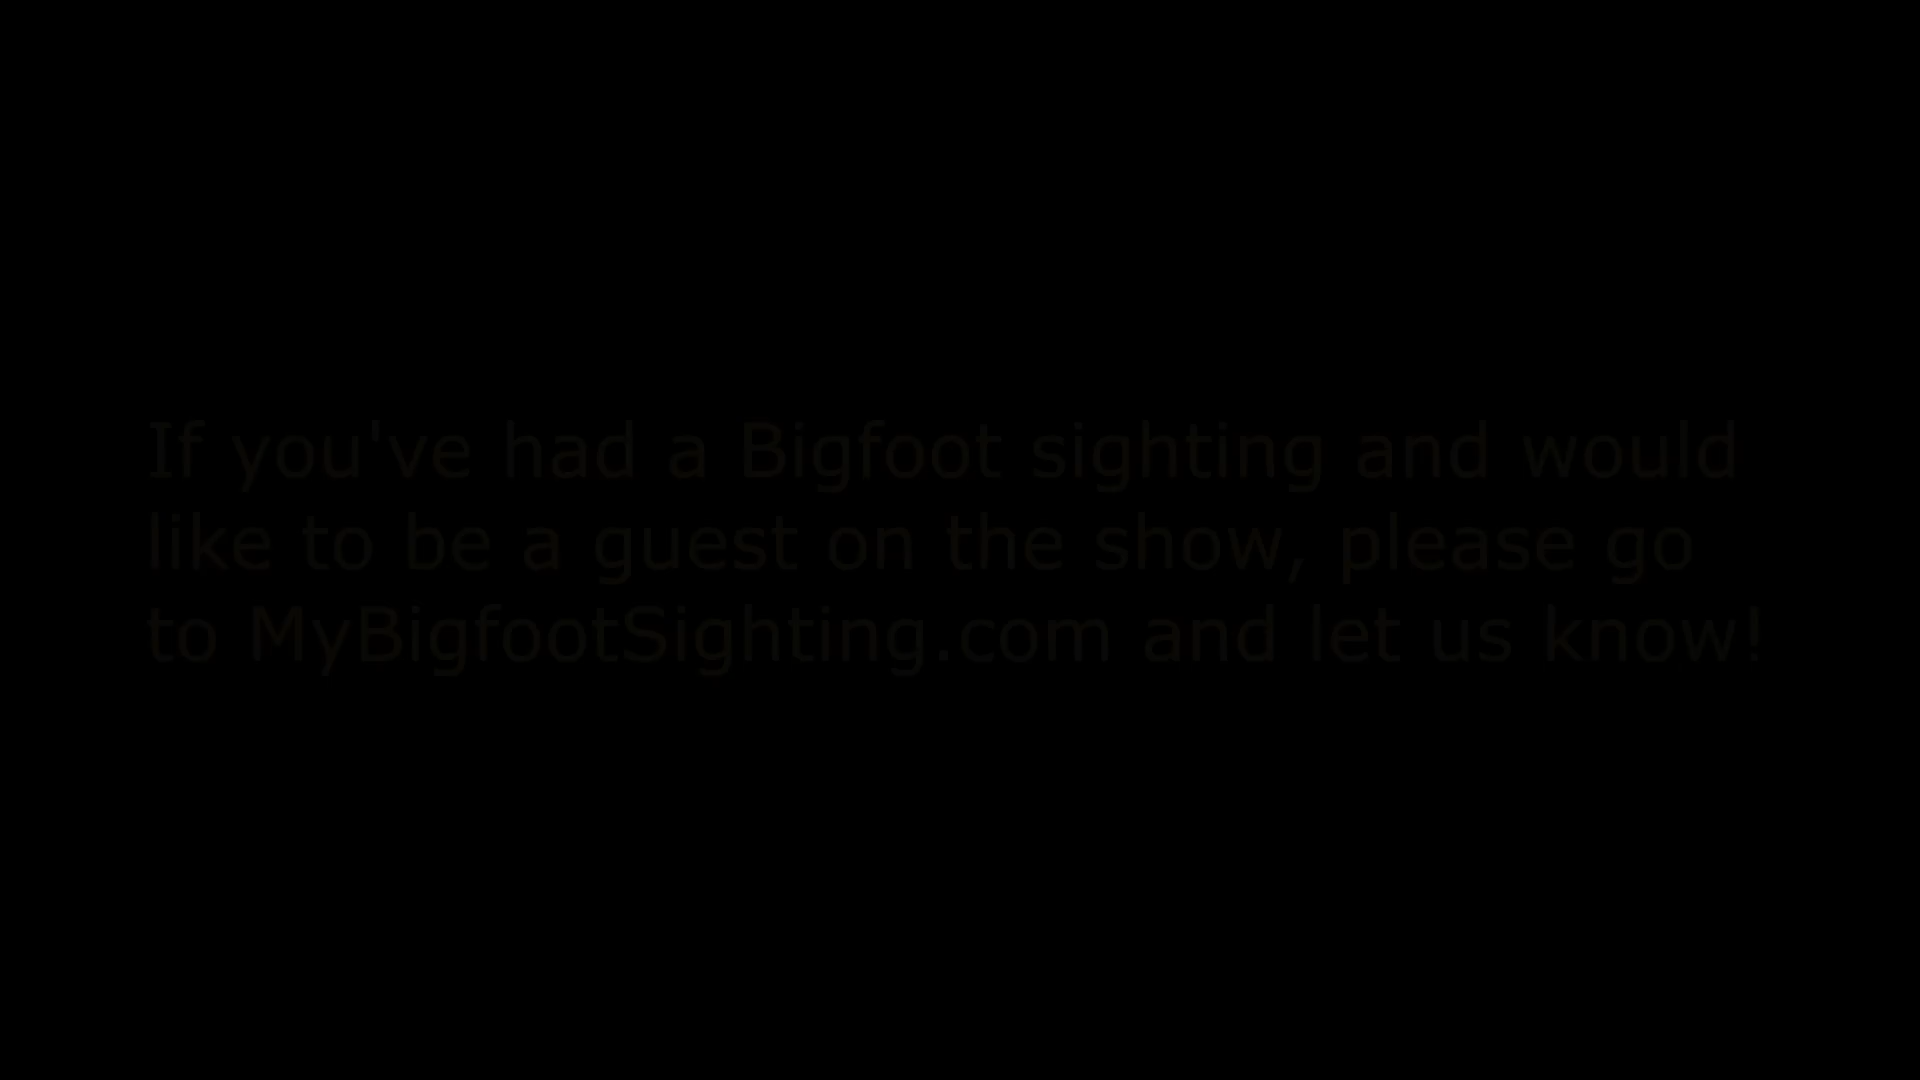 If you've had a Bigfoot sighting and would
like to be a guest on the show, please go
to MyBigfootSighting.com and let us know!